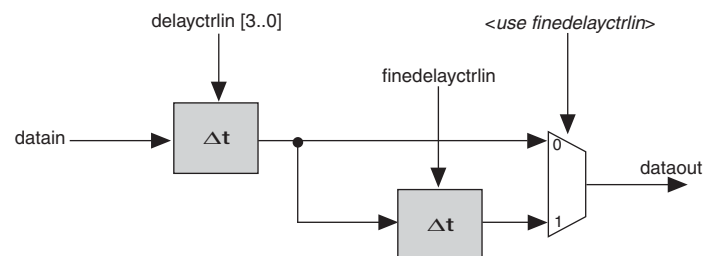 delayctrlin [3..0]
<use finedelayctrlin>
finedelayctrlin
datain
Δt
0
dataout
1
Δt